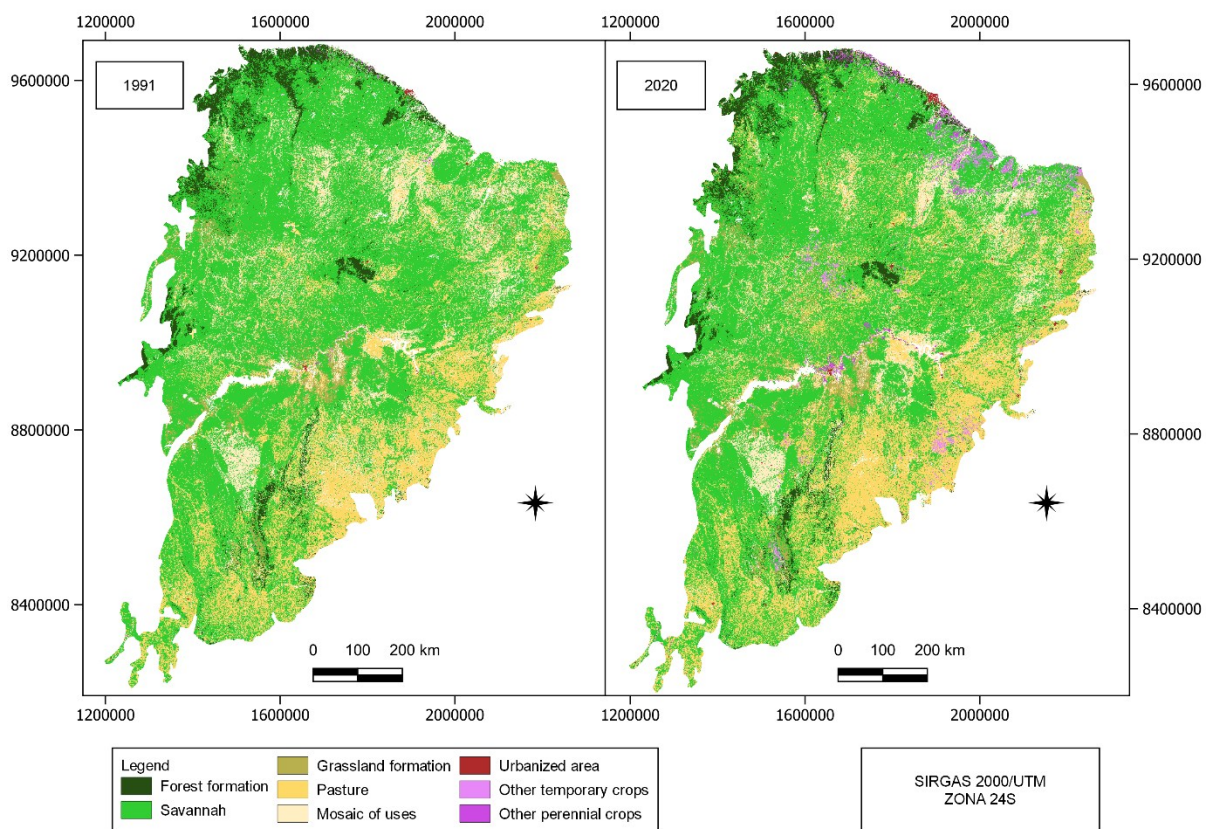 1200000 1600000 2000000 1200000 1600000 2000000
9600000
9200000
8800000
8400000
1991
2020
9600000
9200000
8800000
8400000
0 100 200 km
0 100 200 km
1200000 1600000 2000000 1200000 1600000 2000000
Legend
Forest formation
Savannah
Grassland formation
Pasture
Mosaic of uses
Urbanized area
Other temporary crops
Other perennial crops
SIRGAS 2000/UTM
ZONA 24S